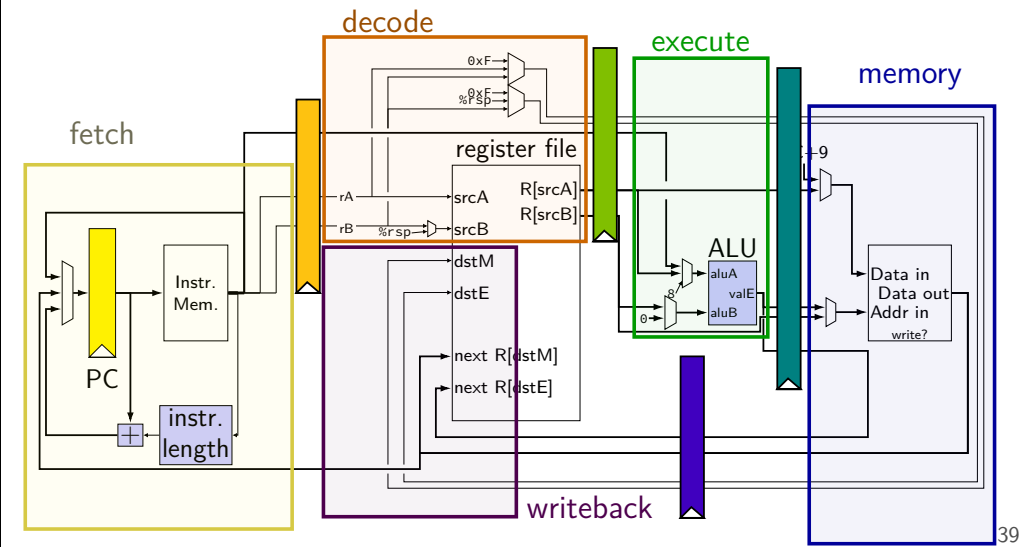 decode
execute
memory
fetch
0xF
0xF
%rsp
register file
+9
rA
srcA
R[srcA]
R[srcB]
rB
%rsp
srcB
ALU
dstM
Instr.
Mem.
aluA
Data in
8
valE
Data out
dstE
0
aluB
Addr in
write?
PC
next R[dstM]
next R[dstE]
instr.
length
+
writeback
39